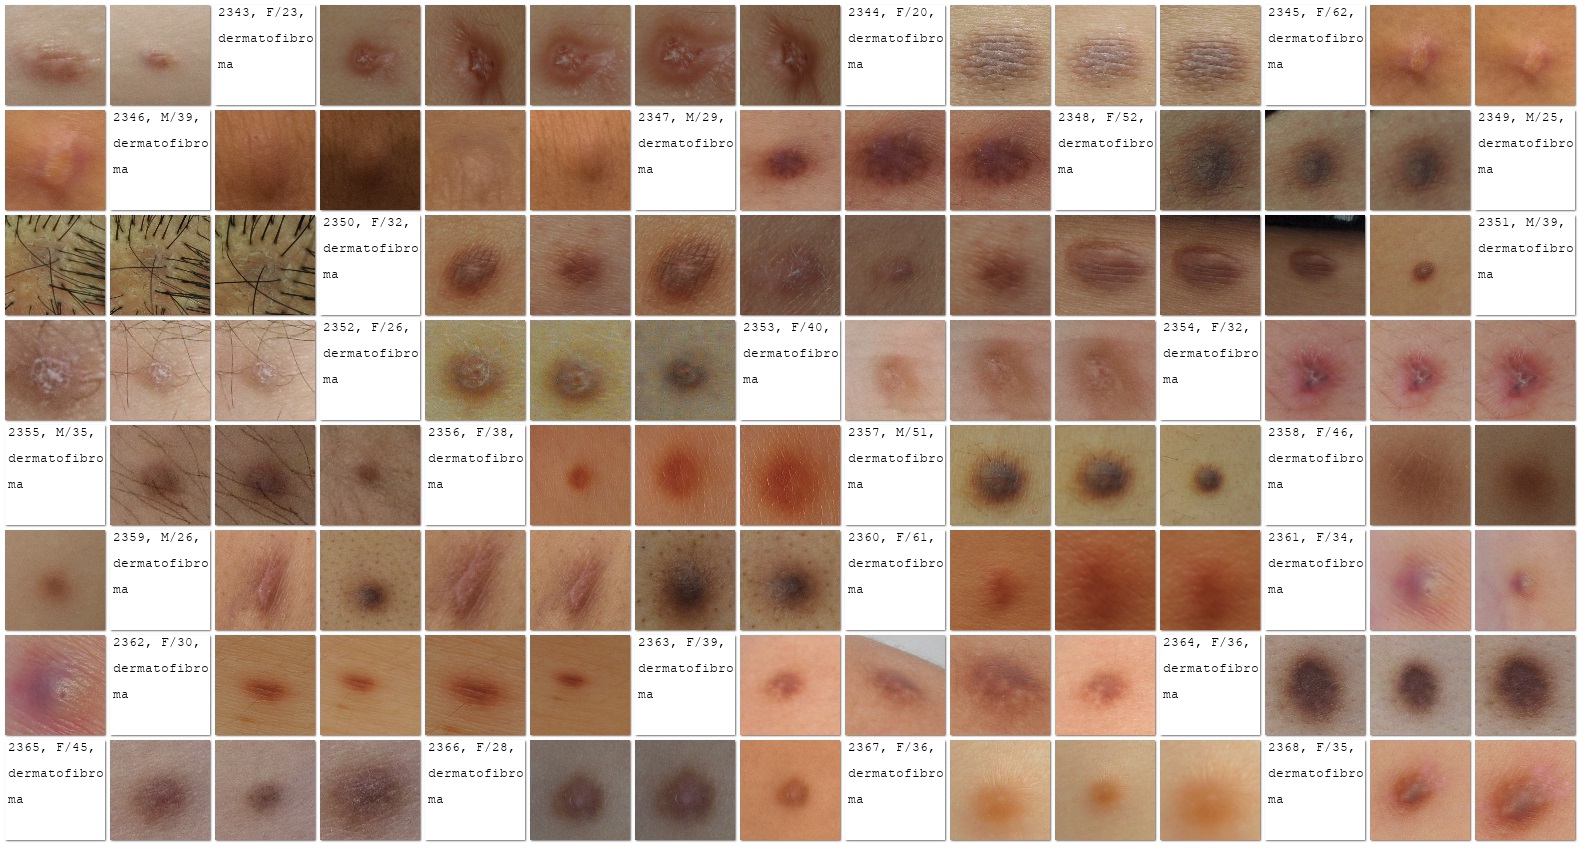 2343, F/23,
dermatofibro
ma
2344, F/20,
dermatofibro
ma
2345, F/62,
dermatofibro
ma
2346, M/39,
dermatofibro
ma
2347, M/29,
dermatofibro
ma
2348, F/52,
dermatofibro
ma
2349, M/25,
dermatofibro
ma
2350, F/32,
dermatofibro
ma
2351, M/39,
dermatofibro
ma
2352, F/26,
dermatofibro
ma
2353, F/40,
dermatofibro
ma
2354, F/32,
dermatofibro
ma
2355, M/35,
dermatofibro
ma
2356, F/38,
dermatofibro
ma
2357, M/51,
dermatofibro
ma
2358, F/46,
dermatofibro
ma
2359, M/26,
dermatofibro
ma
2360, F/61,
dermatofibro
ma
2361, F/34,
dermatofibro
ma
2362, F/30,
dermatofibro
ma
2363, F/39,
dermatofibro
ma
2364, F/36,
dermatofibro
ma
2365, F/45,
dermatofibro
ma
2366, F/28,
dermatofibro
ma
2367, F/36,
dermatofibro
ma
2368, F/35,
dermatofibro
ma